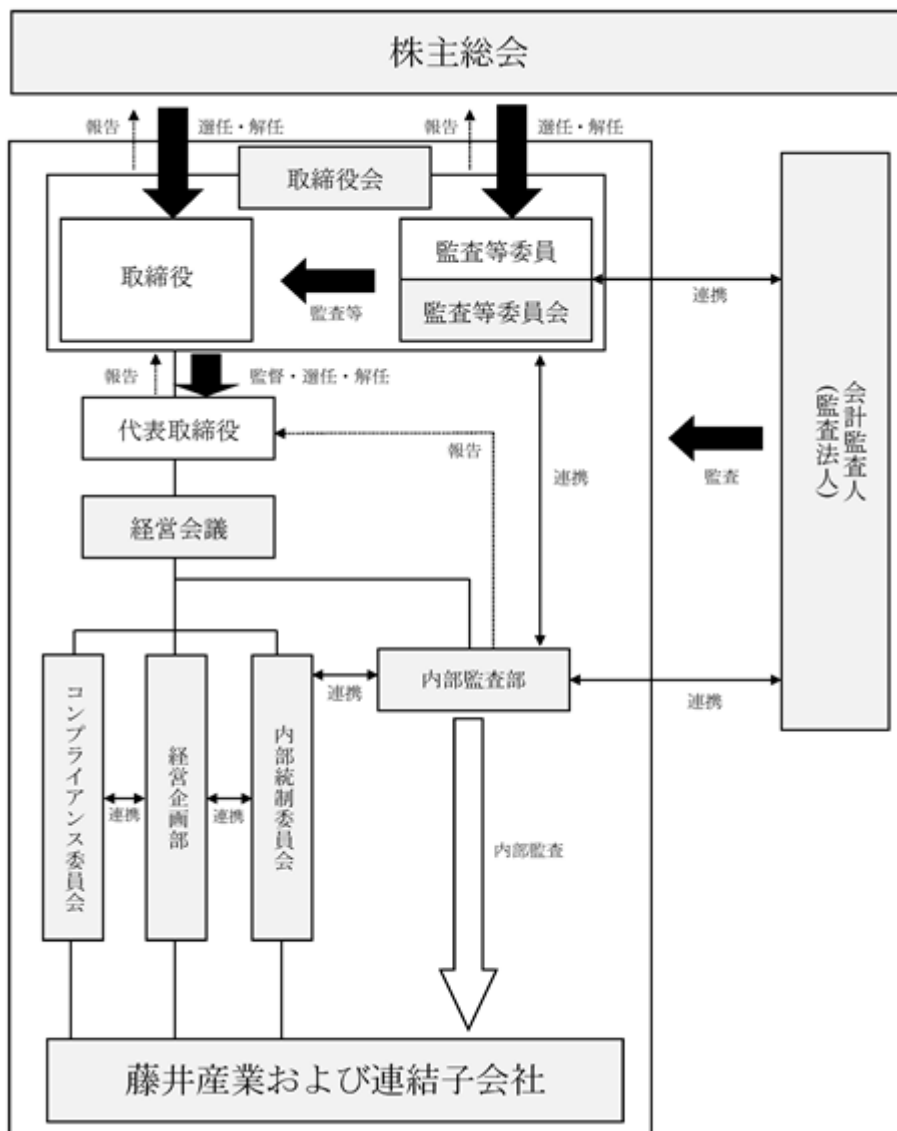 株主総会
報告
選任・解任
報告
選任・解任
取締役会
取締役
監査等
監査等委員
監査等委員会
連携
報告
監督・選任・解任
代表取締役
報告
連携
監査
会計監査人
(監査法人)
経営会議
コンプライアンス委員会
連携
経営企画部
連携
内部統制委員会
連携
内部監査部
連携
内部監査
藤井産業および連結子会社